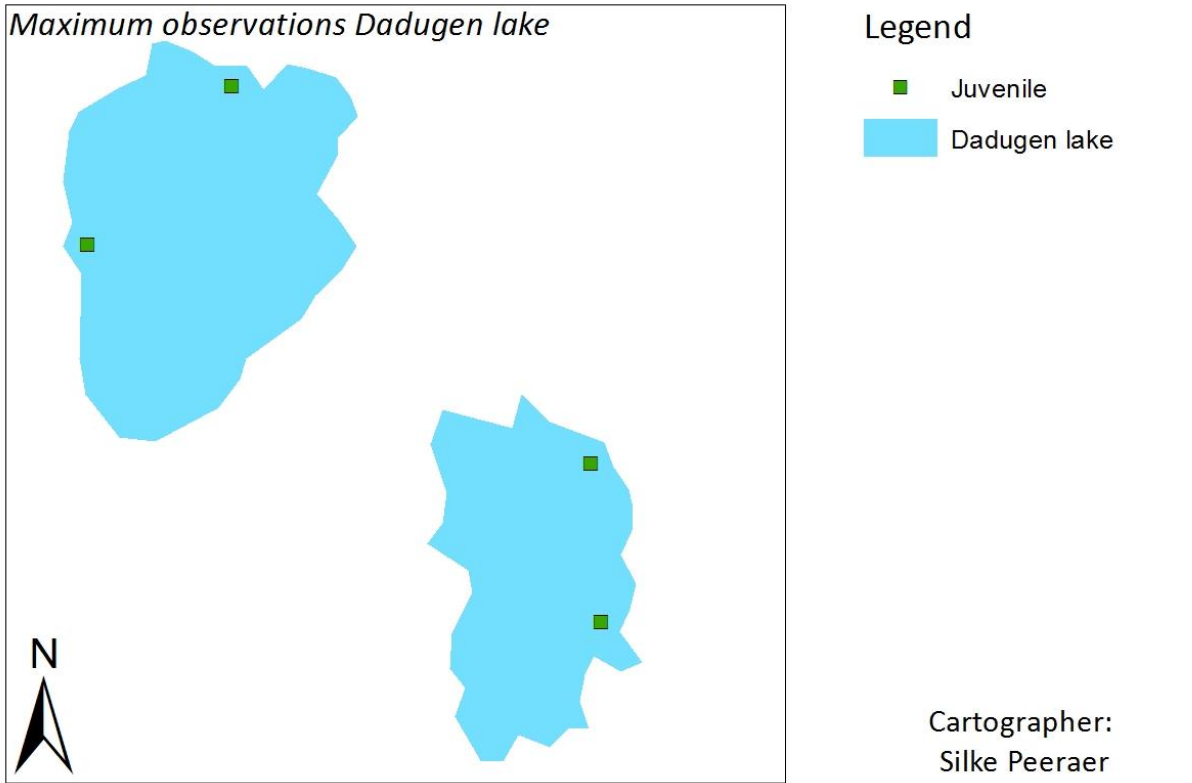 Maximum observations Dadugen lake
N
Legend
Juvenile
Dadugen lake
Cartographer:
Silke Peeraer